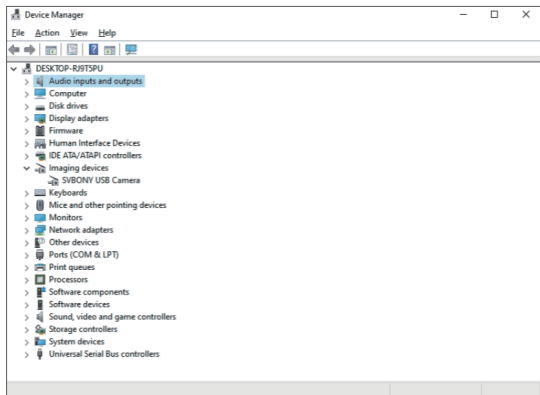 Device Manager
File Action View Help
DESKTOP-RJ9T5PU
Audio inputs and outputs
Computer
Disk drives
Display adapters
Firmware
Human Interface Devices
IDE ATA/ATAPI controllers
Imaging devices
SVBONY USB Camera
Keyboards
Mice and other pointing devices
Monitors
Network adapters
Other devices
Ports (COM & LPT)
Print queues
Processors
Software components
Software devices
Sound, video and game controllers
Storage controllers
System devices
Universal Serial Bus controllers